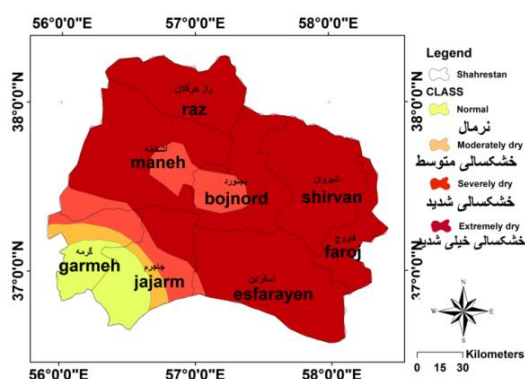 56°0'0"E 57°0'0"E 58°0'0"E
38°0'0"N
37°0'0"N
38°0'0"N
37°0'0"N
راز جرگلان
raz
maneh
بجنورد
bojnord
شیروان
shirvan
فاروج
faroj
گرمه
garmeh
جاجرم
jajarm
اسفراین
esfarayen
56°0'0"E 57°0'0"E 58°0'0"E
Legend
Shahrestan
CLASS
Normal
نرمال
Moderately dry
خشکسالی متوسط
Severely dry
خشکسالی شدید
Extremely dry
خشکسالی خیلی شدید
N
W E
S
Kilometers
0 15 30